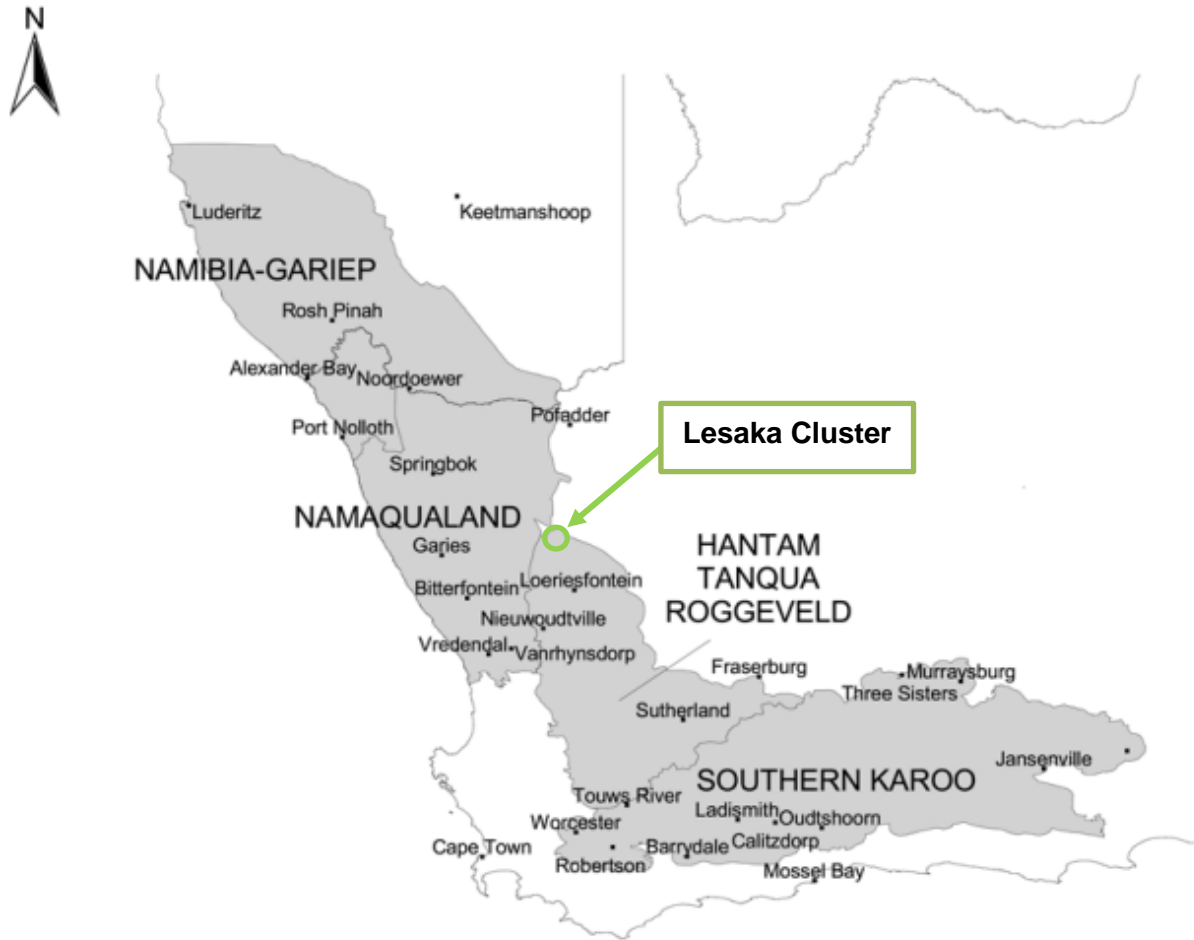 N
Luderitz
Keetmanshoop
NAMIBIA-GARIEP
Rosh Pinah
Alexander Bay
Noordoewer
Pofadder
Port Nolloth
Lesaka Cluster
Springbok
NAMAQUALAND
Garies
HANTAM
TANQUA
ROGGEVELD
Bitterfontein
Loeriesfontein
Nieuwoudtville
Vredendal
Vanrhynsdorp
Fraserburg
Murraysburg
Three Sisters
Sutherland
Jansenville
SOUTHERN KAROO
Touws River
Ladismith
Oudtshoorn
Worcester
Calitzdorp
Cape Town
Barrydale
Robertson
Mossel Bay